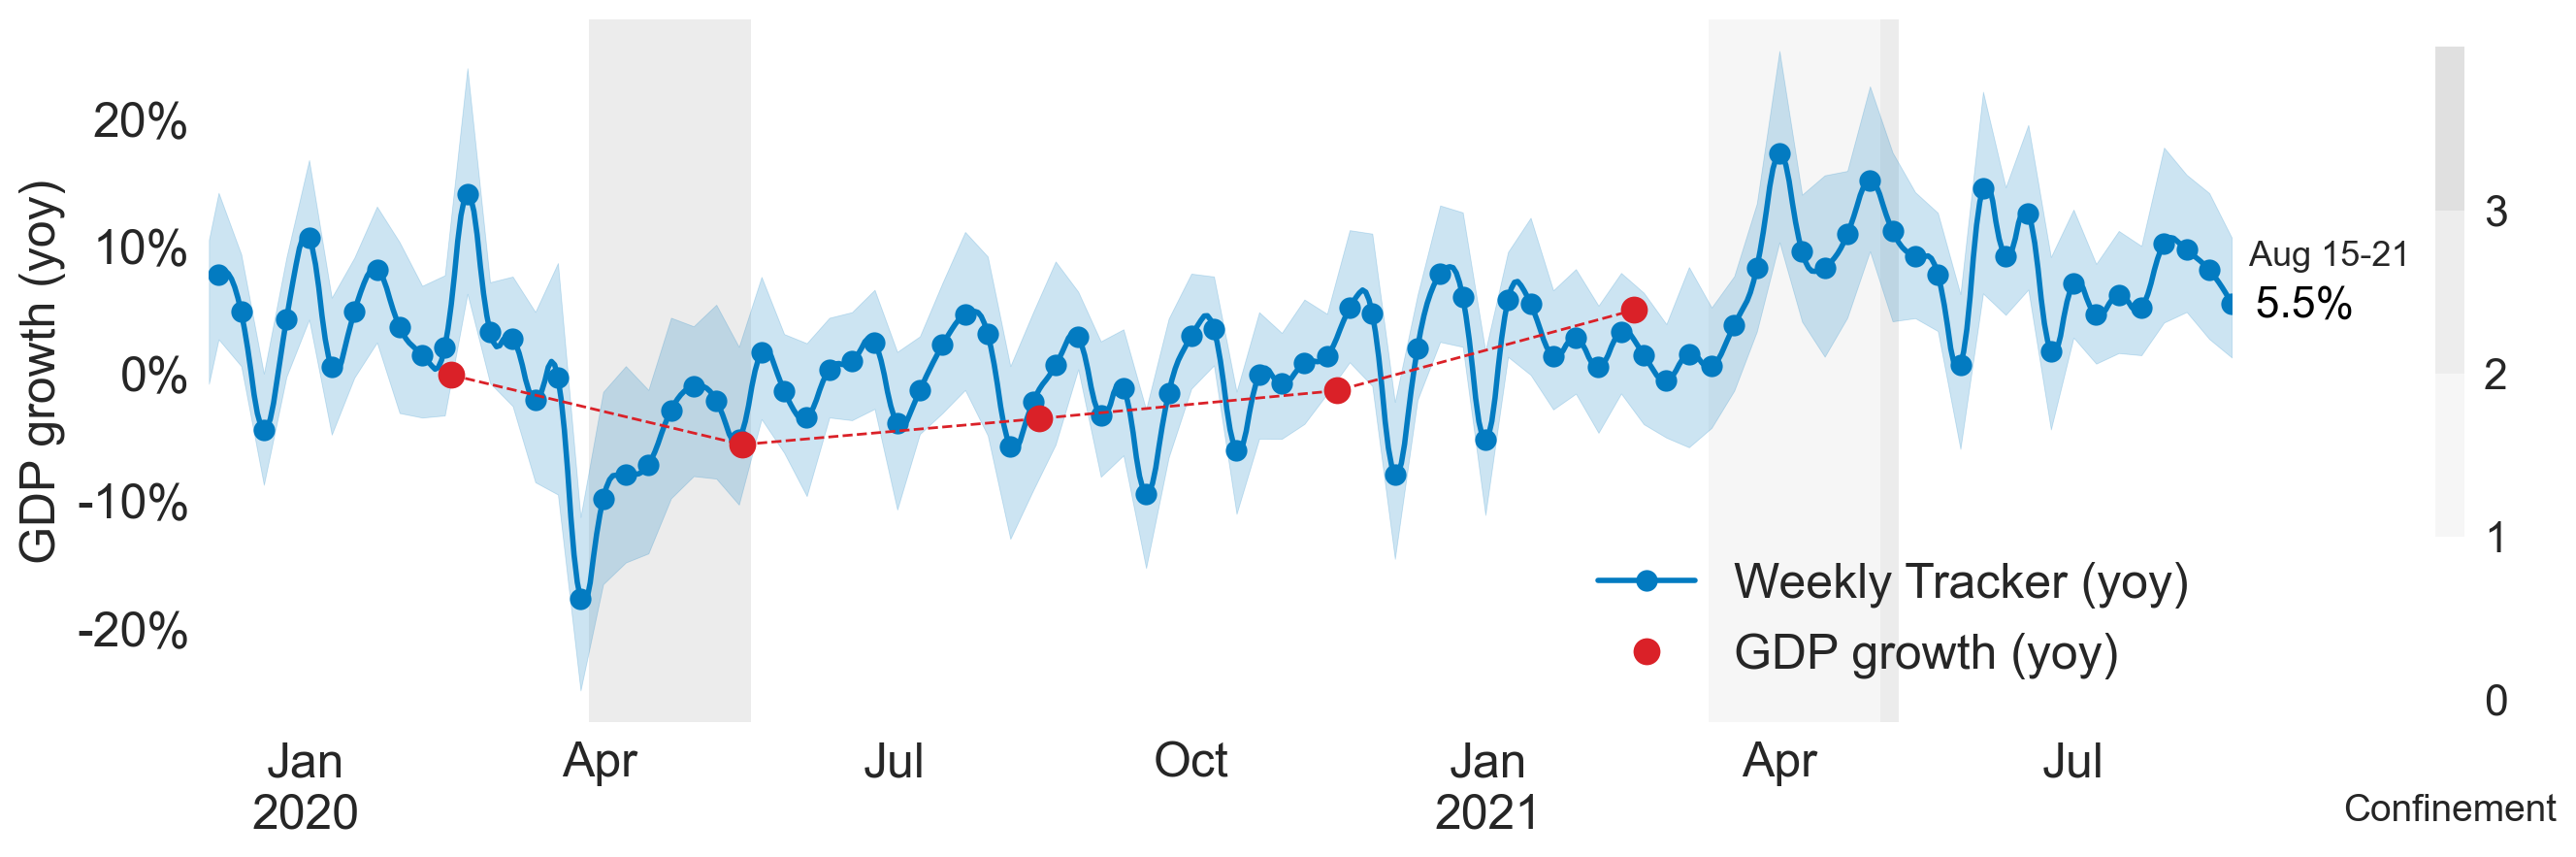 GDP growth (yoy)
20%
10%
0%
-10%
-20%
Jan
2020
Apr
Jul
Oct
Jan
2021
Apr
Jul
Aug 15-21
5.5%
Weekly Tracker (yoy)
GDP growth (yoy)
3
2
1
0
Confinement